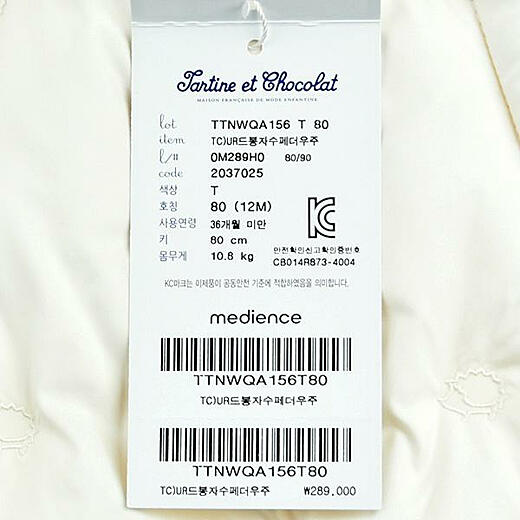 Tartine et Chocolat
MAISON FRANÇAISE DE MODE ENFANTINE
lot TTNWQA156 T 80
item TC)UR드봉자수페더우주
l/# 0M289H0 80/90
code 2037025
색상 T
호칭 80 (12M)
사용연령 36개월 미만
키 80 cm
몸무게 10.8 kg
안전확인신고확인증번호
CB014R873-4004
KC마크는 이제품이 공동안전 기준에 적합하였음을 의미합니다.
medience
TTNWQA156T80
TC)UR드봉자수페더우주
TTNWQA156T80
TC)UR드봉자수페더우주 ₩289,000